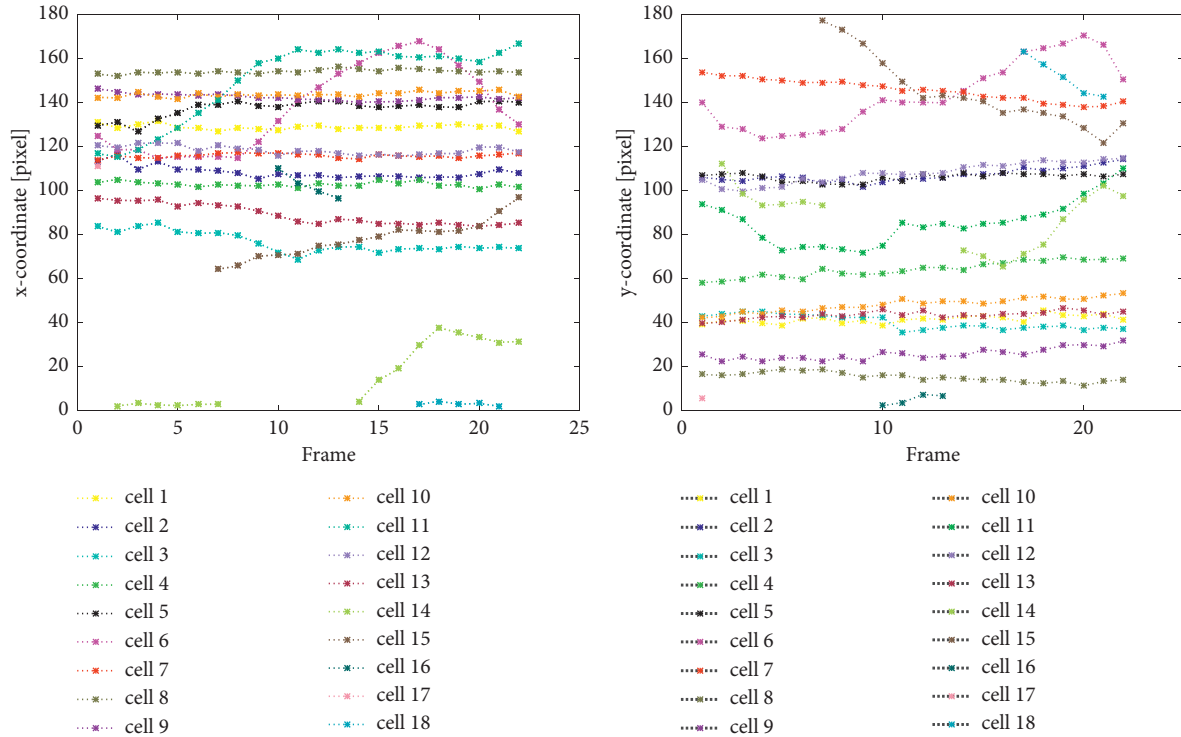 180
160
140
120
100
80
60
40
20
0
x-coordinate [pixel]
0 5 10 15 20 25
Frame
cell 1
cell 2
cell 3
cell 4
cell 5
cell 6
cell 7
cell 8
cell 9
cell 10
cell 11
cell 12
cell 13
cell 14
cell 15
cell 16
cell 17
cell 18
180
160
140
120
100
80
60
40
20
0
y-coordinate [pixel]
0 10 20
Frame
cell 1
cell 2
cell 3
cell 4
cell 5
cell 6
cell 7
cell 8
cell 9
cell 10
cell 11
cell 12
cell 13
cell 14
cell 15
cell 16
cell 17
cell 18